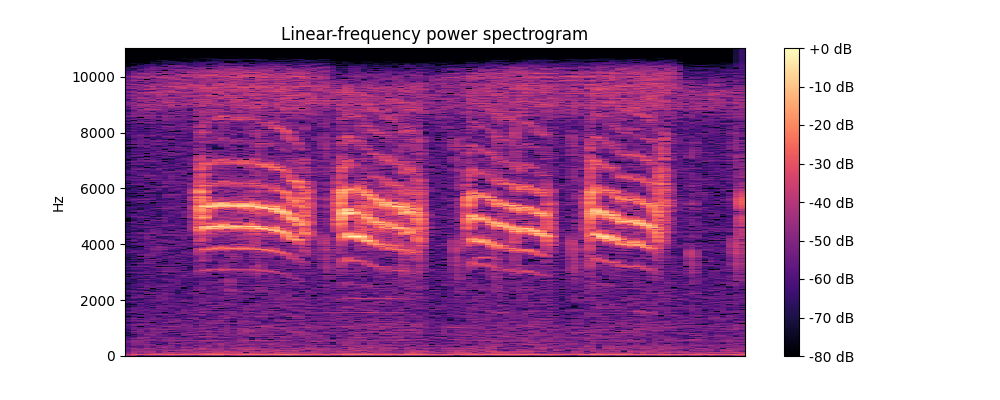 Linear-frequency power spectrogram
Hz
10000
8000
6000
4000
2000
0
+0 dB
-10 dB
-20 dB
-30 dB
-40 dB
-50 dB
-60 dB
-70 dB
-80 dB